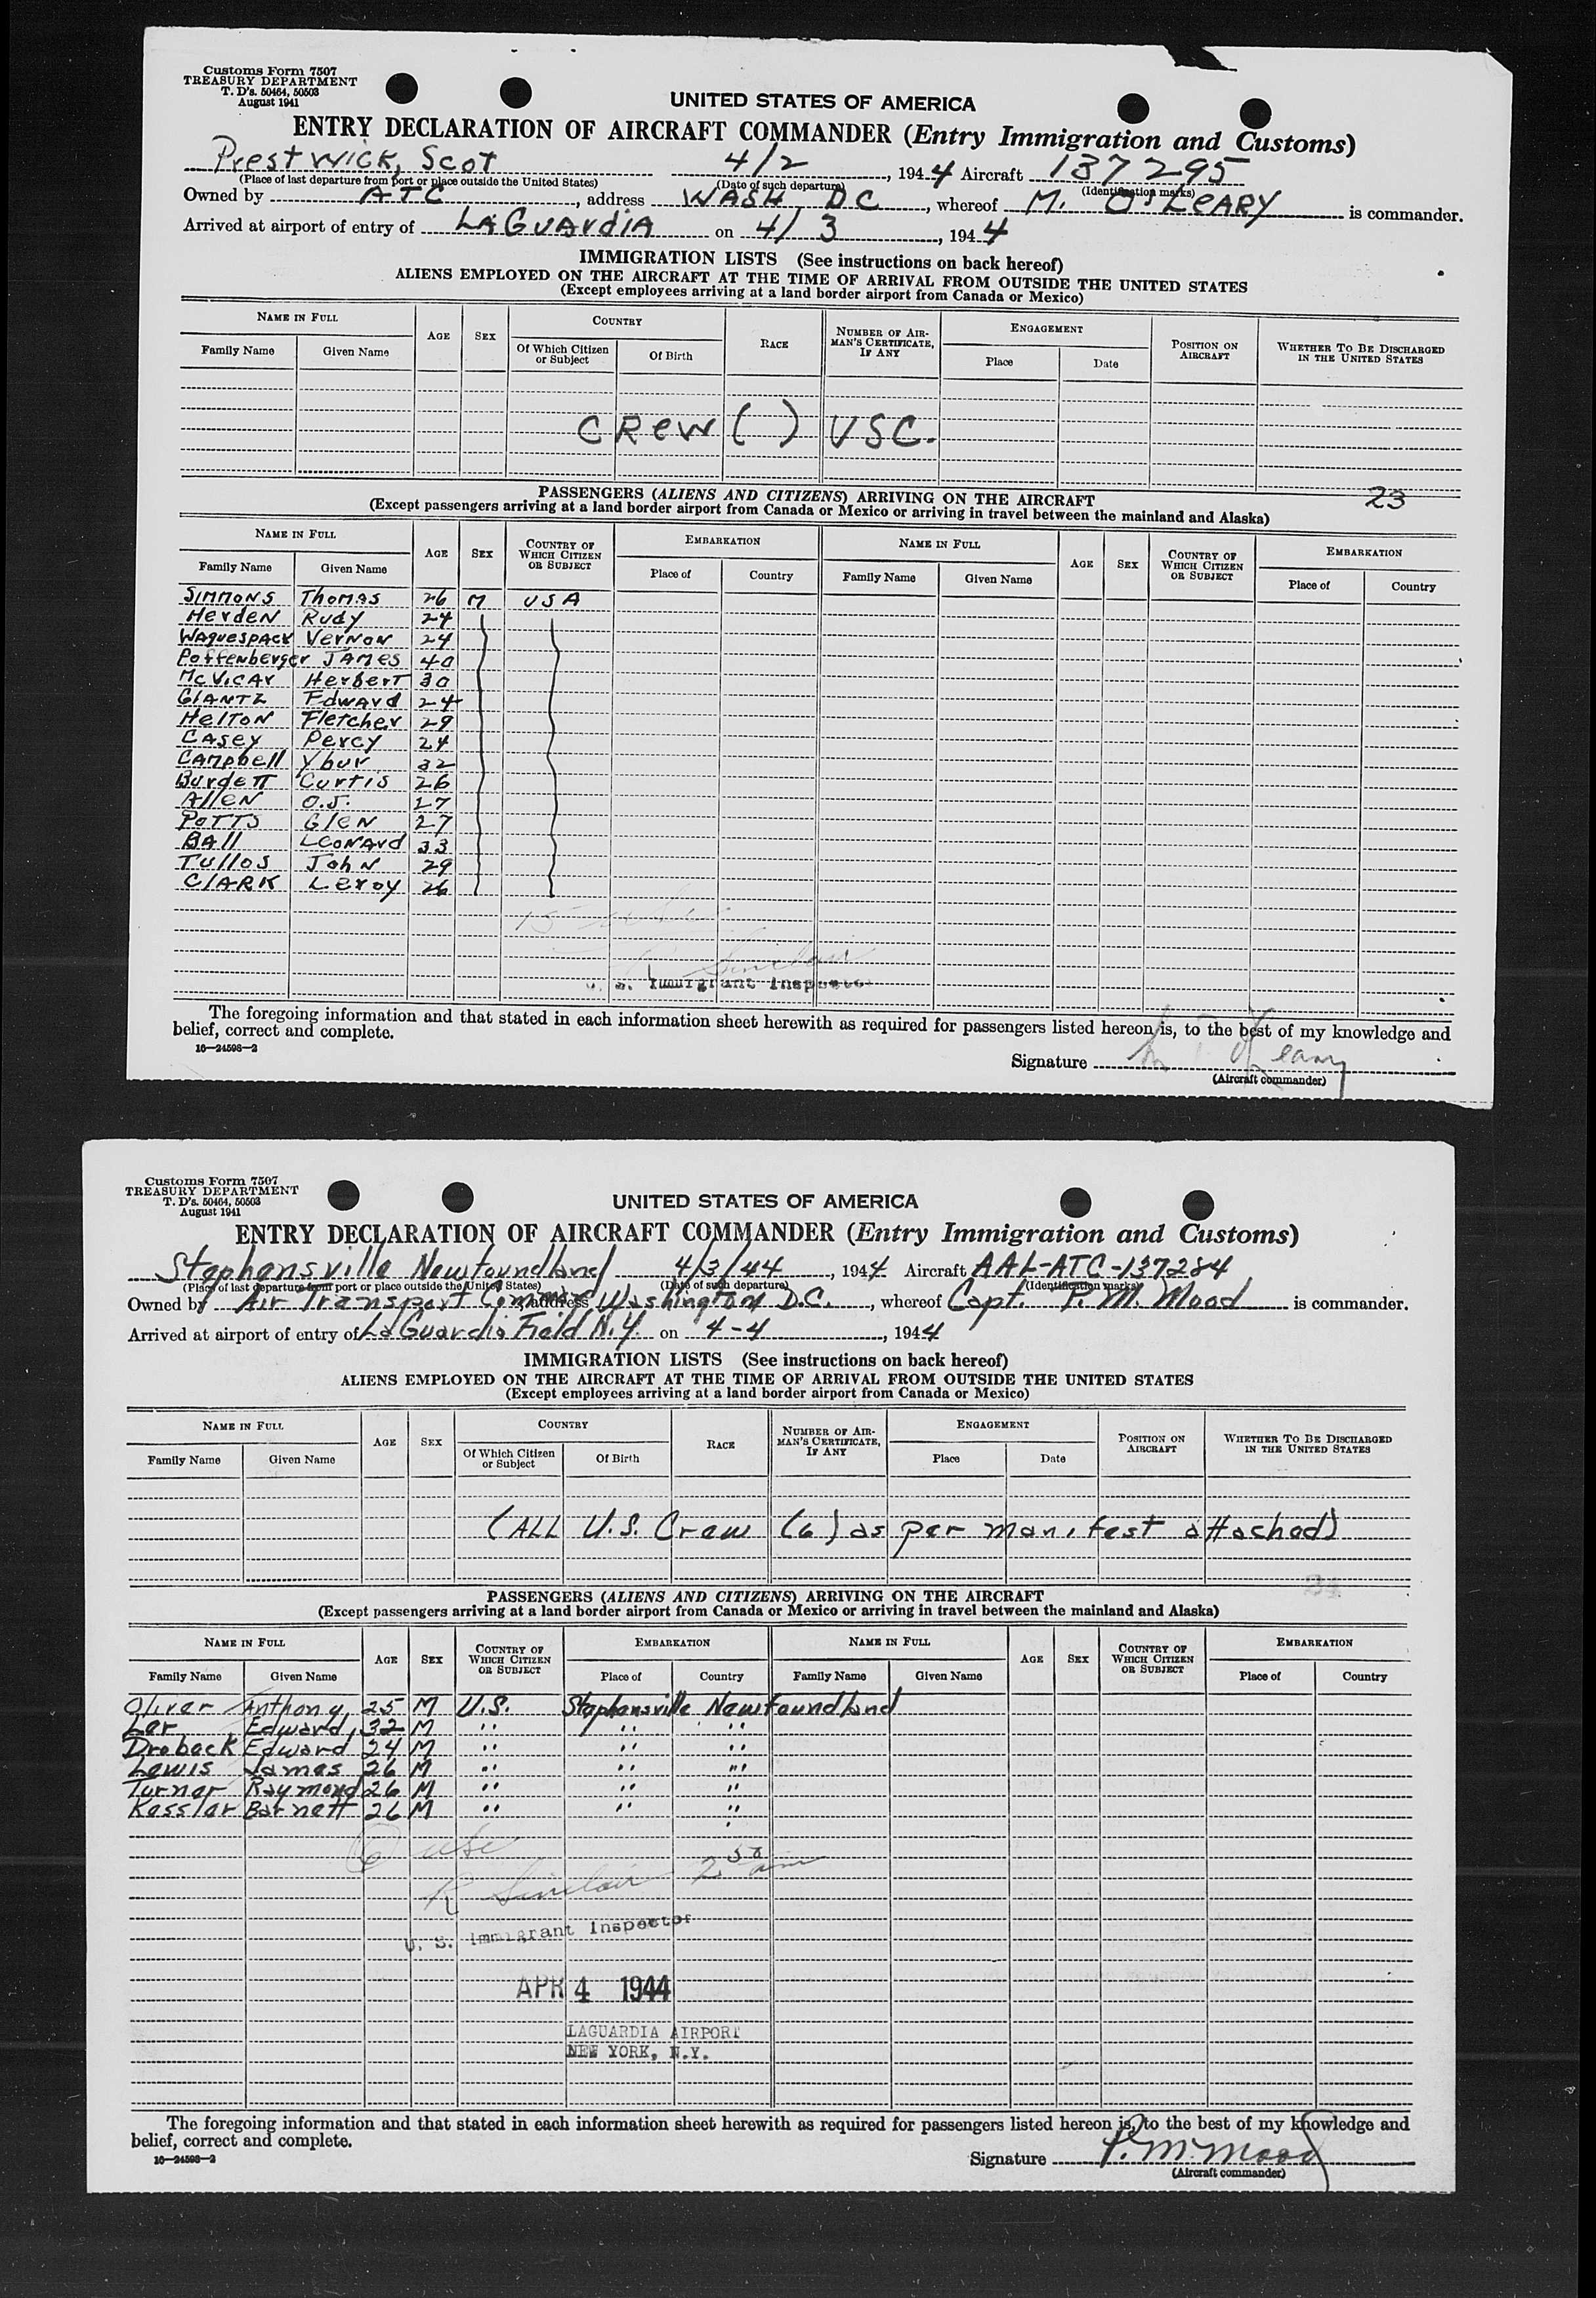 Customs Form 7507
TREASURY DEPARTMENT
T. D's. 50464, 50503
August 1941
UNITED STATES OF AMERICA
ENTRY DECLARATION OF AIRCRAFT COMMANDER (Entry Immigration and Customs)
Prestwick, Scot 4/2, 1944 Aircraft 137295
(Place of last departure from port or place outside the United States) (Date of such departure) (Identification marks)
Owned by ATC, address WASH DC, whereof M. O'LEARY is commander.
Arrived at airport of entry of LAGUARdiA on 4/3, 1944
IMMIGRATION LISTS (See instructions on back hereof)
ALIENS EMPLOYED ON THE AIRCRAFT AT THE TIME OF ARRIVAL FROM OUTSIDE THE UNITED STATES
(Except employees arriving at a land border airport from Canada or Mexico)
NAME IN FULL AGE SEX COUNTRY RACE NUMBER OF AIRMAN'S CERTIFICATE, IF ANY ENGAGEMENT POSITION ON AIRCRAFT WHETHER TO BE DISCHARGED IN THE UNITED STATES
Family Name Given Name Of Which Citizen or Subject Of Birth Place Date
CREW ( ) USC.
PASSENGERS (ALIENS AND CITIZENS) ARRIVING ON THE AIRCRAFT 23
(Except passengers arriving at a land border airport from Canada or Mexico or arriving in travel between the mainland and Alaska)
NAME IN FULL AGE SEX COUNTRY OF WHICH CITIZEN OR SUBJECT EMBARKATION NAME IN FULL AGE SEX COUNTRY OF WHICH CITIZEN OR SUBJECT EMBARKATION
Family Name Given Name Place of Country Family Name Given Name Place of Country
SIMMONS Thomas 26 M USA
Herden Rudy 24
Waguespack Vernon 24
Poffenberger James 40
McVicar Herbert 30
Glantz Edward 24
Helton Fletcher 29
Casey Percy 24
Campbell Ybur 32
Burdett Curtis 26
Allen O.J. 27
Potts Glen 27
Ball Leonard 33
Tullos John 29
Clark Leroy 26
15
Sinclair
U. S. Immigrant Inspector
The foregoing information and that stated in each information sheet herewith as required for passengers listed hereon is, to the best of my knowledge and
belief, correct and complete.
16—24598-2
Signature M O'Leary
(Aircraft commander)
Customs Form 7507
TREASURY DEPARTMENT
T. D's. 50464, 50503
August 1941
UNITED STATES OF AMERICA
ENTRY DECLARATION OF AIRCRAFT COMMANDER (Entry Immigration and Customs)
Stephensville Newfoundland 4/3/44, 1944 Aircraft AAL-ATC-137284
(Place of last departure from port or place outside the United States) (Date of such departure) (Identification marks)
Owned by Air Transport Comm, address Washington D.C., whereof Capt. P. M. Mood is commander.
Arrived at airport of entry of LaGuardia Field N.Y. on 4-4, 1944
IMMIGRATION LISTS (See instructions on back hereof)
ALIENS EMPLOYED ON THE AIRCRAFT AT THE TIME OF ARRIVAL FROM OUTSIDE THE UNITED STATES
(Except employees arriving at a land border airport from Canada or Mexico)
NAME IN FULL AGE SEX COUNTRY RACE NUMBER OF AIRMAN'S CERTIFICATE, IF ANY ENGAGEMENT POSITION ON AIRCRAFT WHETHER TO BE DISCHARGED IN THE UNITED STATES
Family Name Given Name Of Which Citizen or Subject Of Birth Place Date
(ALL U.S. Crew (6) as per manifest attached)
PASSENGERS (ALIENS AND CITIZENS) ARRIVING ON THE AIRCRAFT
(Except passengers arriving at a land border airport from Canada or Mexico or arriving in travel between the mainland and Alaska)
NAME IN FULL AGE SEX COUNTRY OF WHICH CITIZEN OR SUBJECT EMBARKATION NAME IN FULL AGE SEX COUNTRY OF WHICH CITIZEN OR SUBJECT EMBARKATION
Family Name Given Name Place of Country Family Name Given Name Place of Country
Oliver Anthony 25 M U.S. Stephensville Newfoundland
Ler Edward 32 M " " "
Droback Edward 24 M " " "
Lewis James 26 M " " "
Turner Raymond 26 M " " "
Kessler Barnett 26 M " " "
6 USC
R Sinclair 2 50 am
U. S. Immigrant Inspector
APR 4 1944
LAGUARDIA AIRPORT
NEW YORK, N.Y.
The foregoing information and that stated in each information sheet herewith as required for passengers listed hereon is, to the best of my knowledge and
belief, correct and complete.
16—24598-2
Signature P. M. Mood
(Aircraft commander)